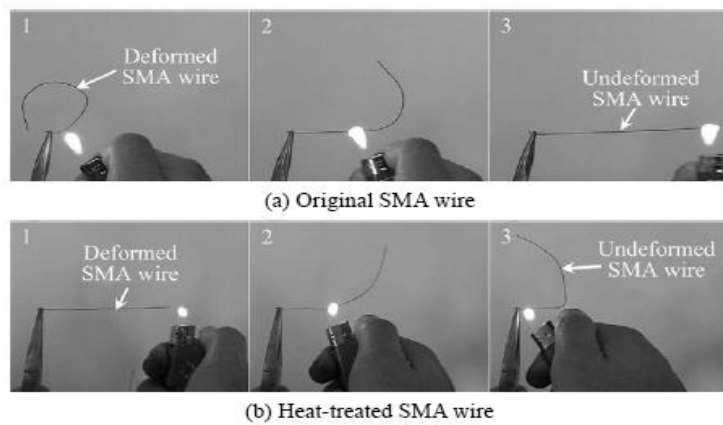 1
Deformed
SMA wire
2
3
Undeformed
SMA wire
(a) Original SMA wire
1
Deformed
SMA wire
2
3
Undeformed
SMA wire
(b) Heat-treated SMA wire